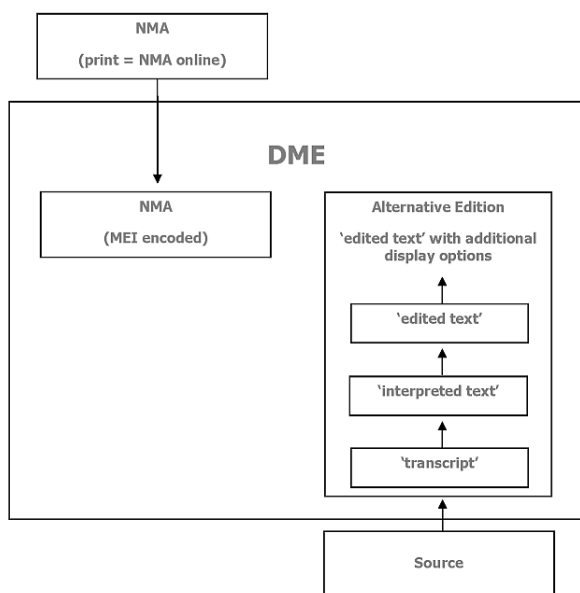 NMA
(print = NMA online)
DME
NMA
(MEI encoded)
Alternative Edition
‘edited text’ with additional
display options
‘edited text’
‘interpreted text’
‘transcript’
Source